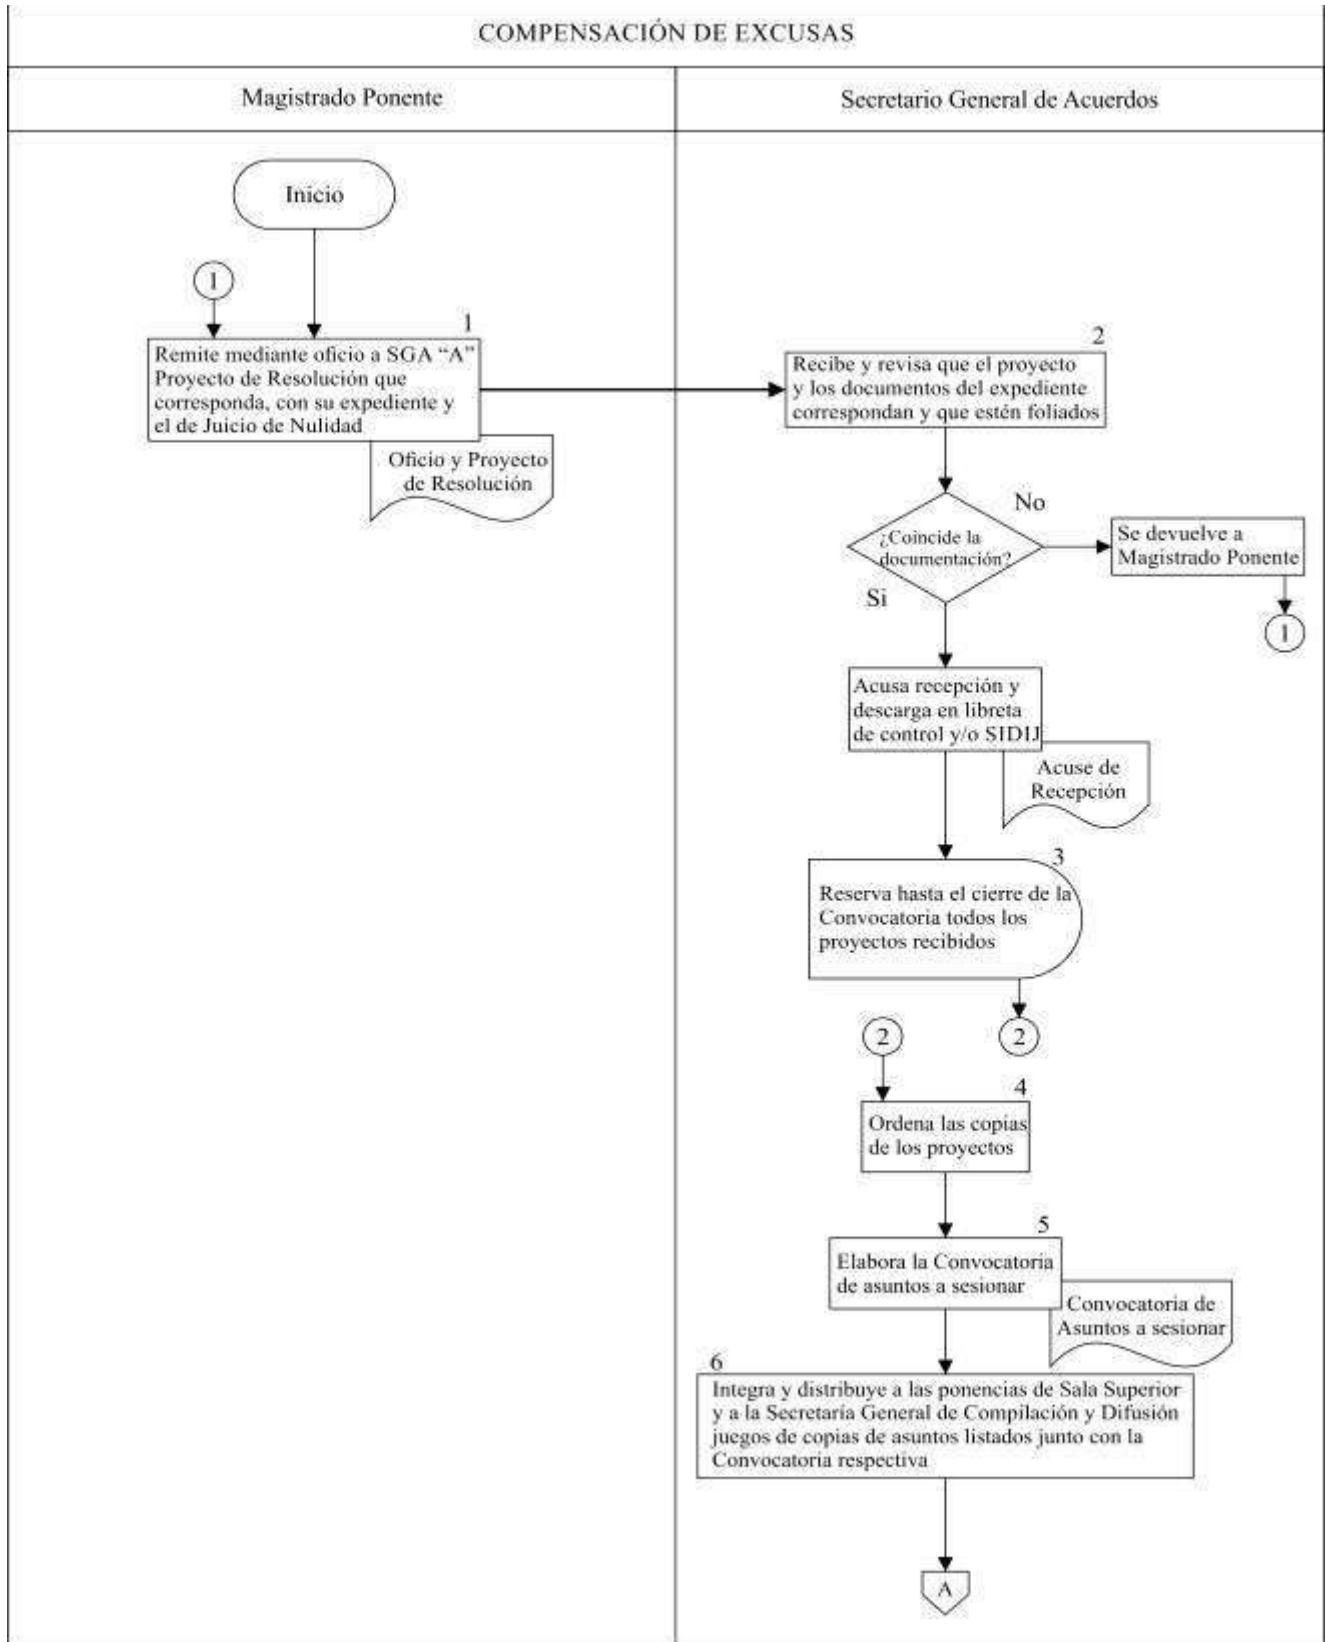 COMPENSACIÓN DE EXCUSAS
Magistrado Ponente
Secretario General de Acuerdos
Inicio
1
1
Remite mediante oficio a SGA “A”
Proyecto de Resolución que
corresponda, con su expediente y
el de Juicio de Nulidad
Oficio y Proyecto
de Resolución
2
Recibe y revisa que el proyecto
y los documentos del expediente
correspondan y que estén foliados
¿Coincide la
documentación?
No
Se devuelve a
Magistrado Ponente
1
Si
Acusa recepción y
descarga en libreta
de control y/o SIDIJ
Acuse de
Recepción
3
Reserva hasta el cierre de la
Convocatoria todos los
proyectos recibidos
2
2
4
Ordena las copias
de los proyectos
5
Elabora la Convocatoria
de asuntos a sesionar
Convocatoria de
Asuntos a sesionar
6
Integra y distribuye a las ponencias de Sala Superior
y a la Secretaría General de Compilación y Difusión
juegos de copias de asuntos listados junto con la
Convocatoria respectiva
A